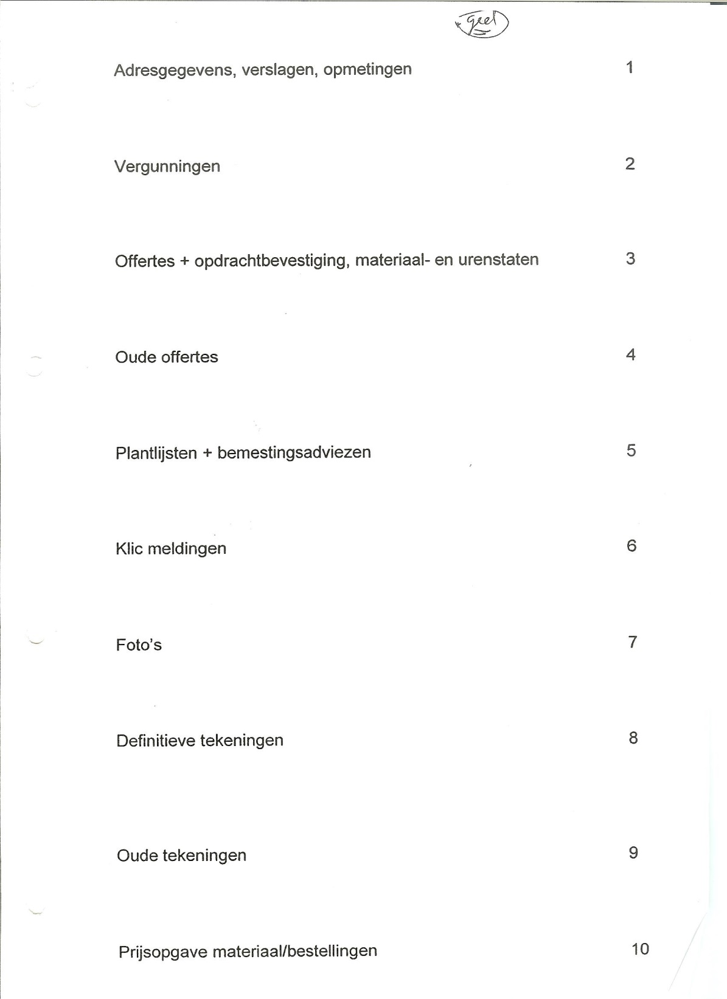 geel
Adresgegevens, verslagen, opmetingen 1
Vergunningen 2
Offertes + opdrachtbevestiging, materiaal- en urenstaten 3
Oude offertes 4
Plantlijsten + bemestingsadviezen 5
Klic meldingen 6
Foto's 7
Definitieve tekeningen 8
Oude tekeningen 9
Prijsopgave materiaal/bestellingen 10